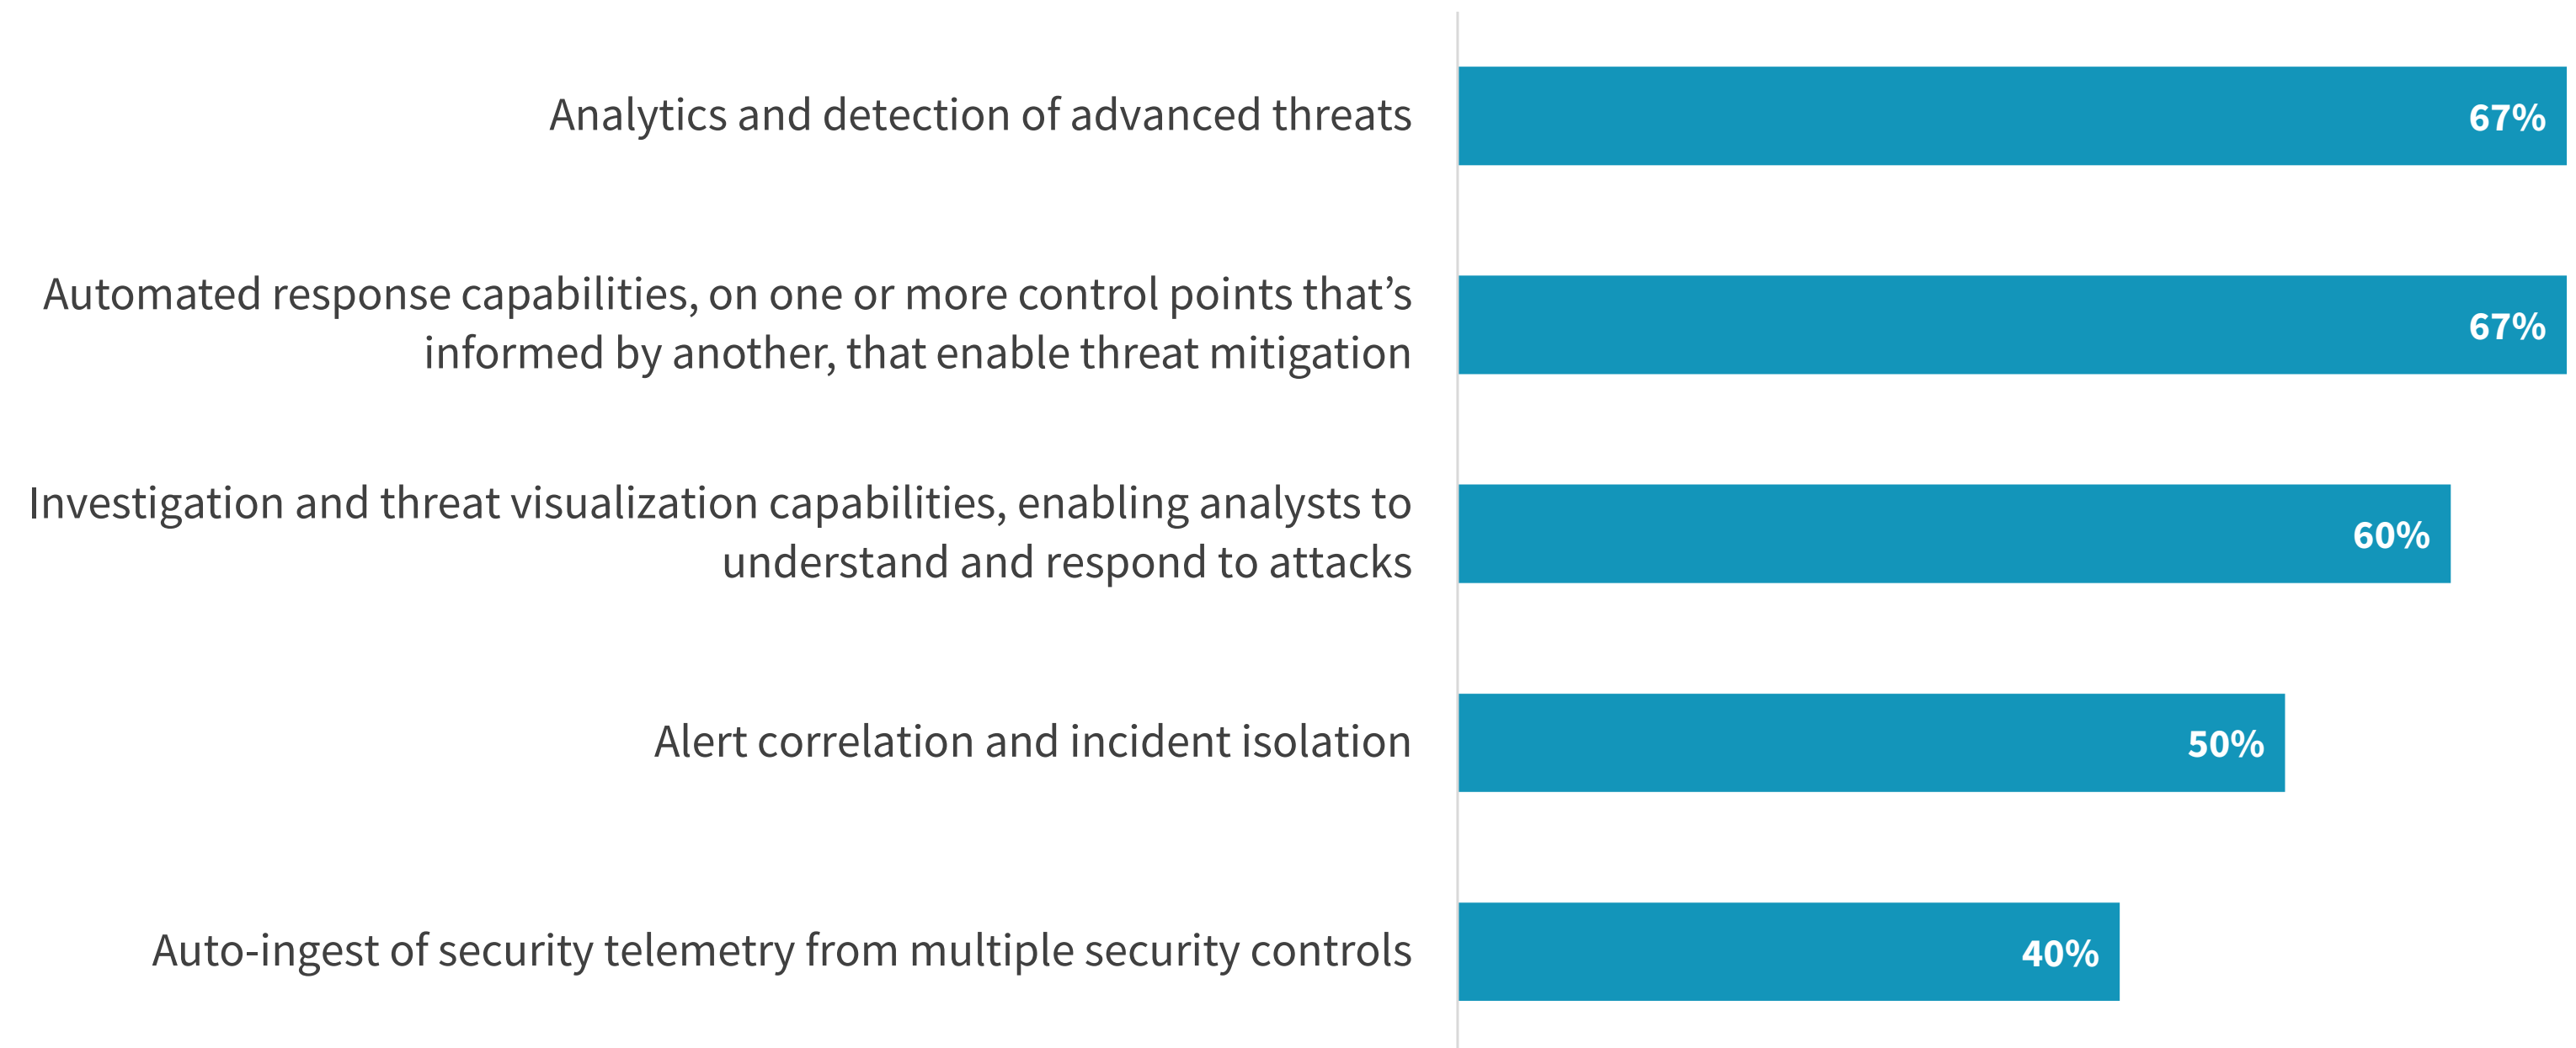 Analytics and detection of advanced threats
67%
Automated response capabilities, on one or more control points that’s
informed by another, that enable threat mitigation
67%
Investigation and threat visualization capabilities, enabling analysts to
understand and respond to attacks
60%
Alert correlation and incident isolation
50%
Auto-ingest of security telemetry from multiple security controls
40%